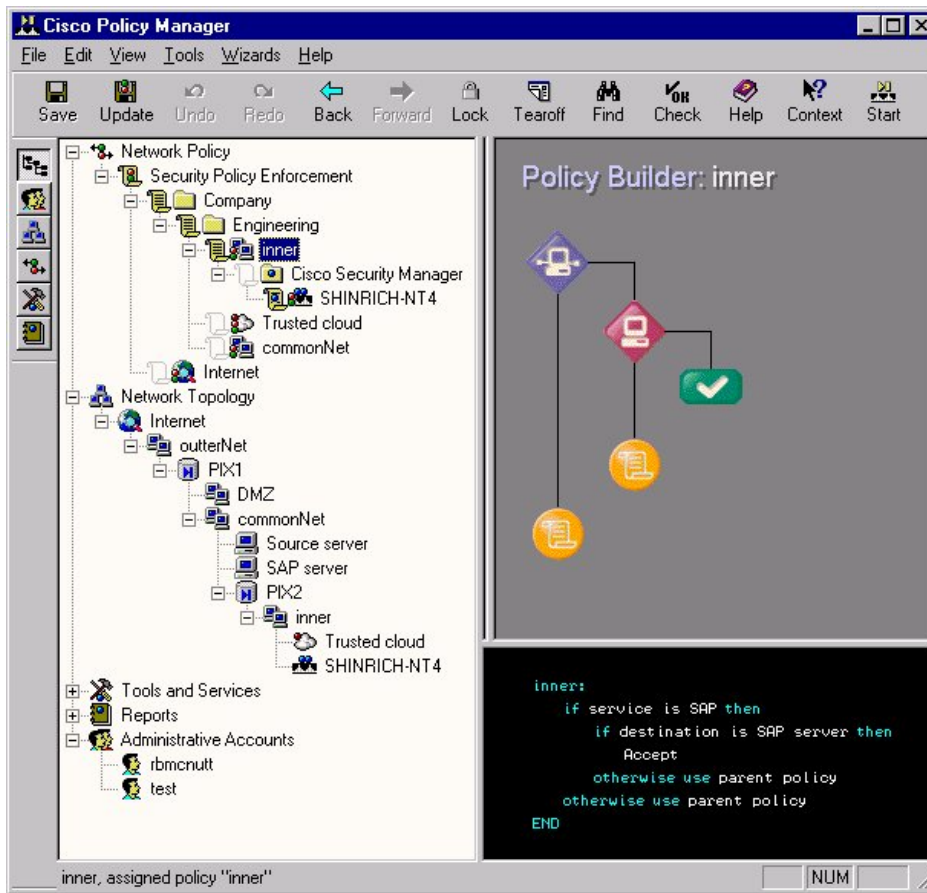 Cisco Policy Manager
File Edit View Tools Wizards Help
Save Update Undo Redo Back Forward Lock Tearoff Find Check Help Context Start
Network Policy
Security Policy Enforcement
Company
Engineering
inner
Cisco Security Manager
SHINRICH-NT4
Trusted cloud
commonNet
Internet
Network Topology
Internet
outterNet
PIX1
DMZ
commonNet
Source server
SAP server
PIX2
inner
Trusted cloud
SHINRICH-NT4
Tools and Services
Reports
Administrative Accounts
rbmcnutt
test
Policy Builder: inner
inner:
if service is SAP then
if destination is SAP server then
Accept
otherwise use parent policy
otherwise use parent policy
END
inner, assigned policy "inner"
NUM